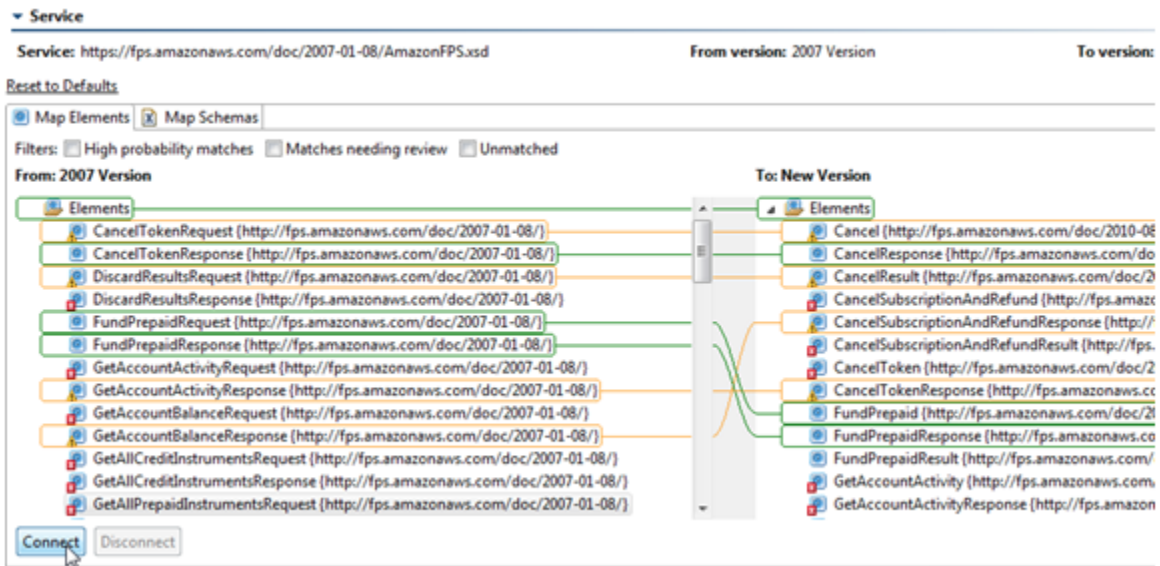 Service
Service: https://fps.amazonaws.com/doc/2007-01-08/AmazonFPS.xsd From version: 2007 Version To version:
Reset to Defaults
Map Elements Map Schemas
Filters: High probability matches Matches needing review Unmatched
From: 2007 Version To: New Version
Elements Elements
CancelTokenRequest {http://fps.amazonaws.com/doc/2007-01-08/} Cancel {http://fps.amazonaws.com/doc/2010-08
CancelTokenResponse {http://fps.amazonaws.com/doc/2007-01-08/} CancelResponse {http://fps.amazonaws.com/do
DiscardResultsRequest {http://fps.amazonaws.com/doc/2007-01-08/} CancelResult {http://fps.amazonaws.com/doc/2
DiscardResultsResponse {http://fps.amazonaws.com/doc/2007-01-08/} CancelSubscriptionAndRefund {http://fps.amazo
FundPrepaidRequest {http://fps.amazonaws.com/doc/2007-01-08/} CancelSubscriptionAndRefundResponse {http://
FundPrepaidResponse {http://fps.amazonaws.com/doc/2007-01-08/} CancelSubscriptionAndRefundResult {http://fps.
GetAccountActivityRequest {http://fps.amazonaws.com/doc/2007-01-08/} CancelToken {http://fps.amazonaws.com/doc/2
GetAccountActivityResponse {http://fps.amazonaws.com/doc/2007-01-08/} CancelTokenResponse {http://fps.amazonaws.co
GetAccountBalanceRequest {http://fps.amazonaws.com/doc/2007-01-08/} FundPrepaid {http://fps.amazonaws.com/doc/20
GetAccountBalanceResponse {http://fps.amazonaws.com/doc/2007-01-08/} FundPrepaidResponse {http://fps.amazonaws.co
GetAllCreditInstrumentsRequest {http://fps.amazonaws.com/doc/2007-01-08/} FundPrepaidResult {http://fps.amazonaws.com/
GetAllCreditInstrumentsResponse {http://fps.amazonaws.com/doc/2007-01-08/} GetAccountActivity {http://fps.amazonaws.com,
GetAllPrepaidInstrumentsRequest {http://fps.amazonaws.com/doc/2007-01-08/} GetAccountActivityResponse {http://fps.amazon
Connect Disconnect